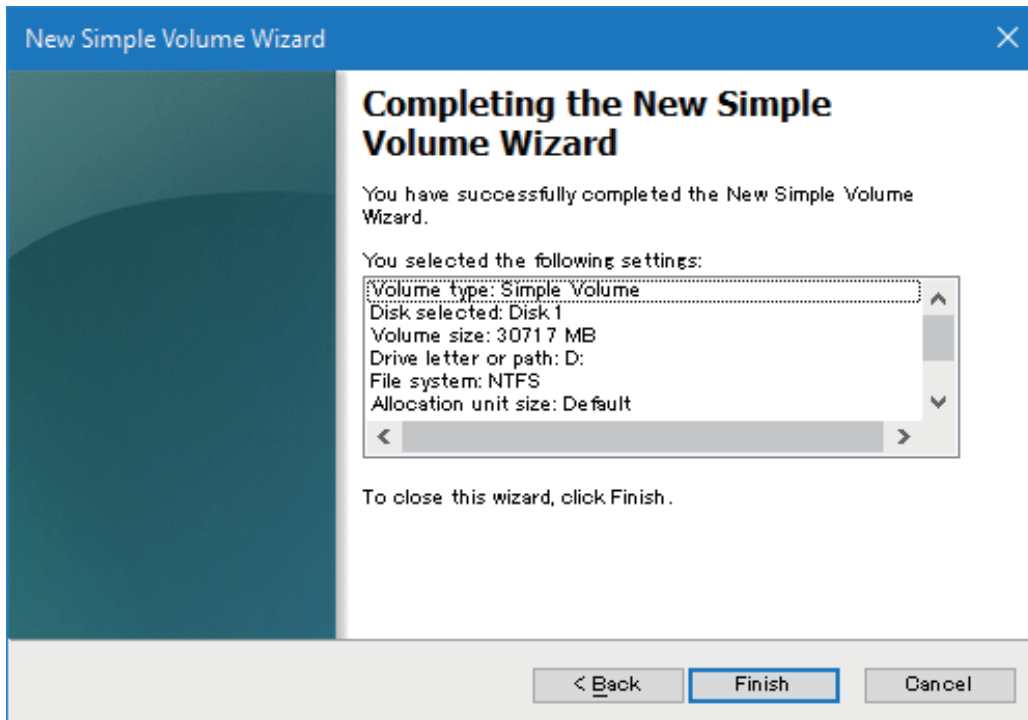 New Simple Volume Wizard
Completing the New Simple
Volume Wizard
You have successfully completed the New Simple Volume
Wizard.
You selected the following settings:
Volume type: Simple Volume
Disk selected: Disk 1
Volume size: 30717 MB
Drive letter or path: D:
File system: NTFS
Allocation unit size: Default
To close this wizard, click Finish.
< Back
Finish
Cancel